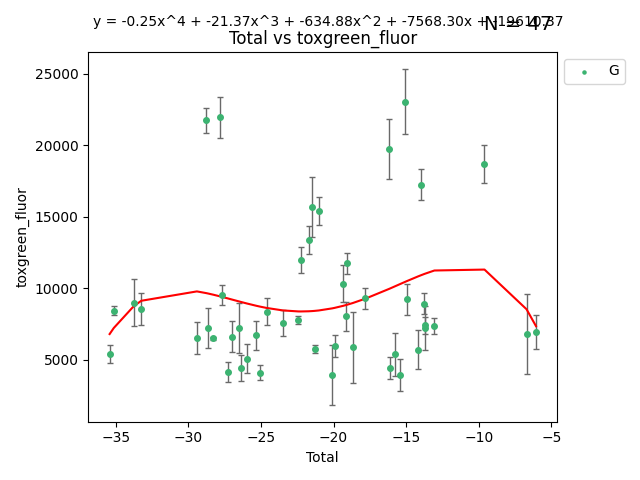 y = -0.25x^4 + -21.37x^3 + -634.88x^2 + -7568.30x +
N = 47
Total vs toxgreen_fluor
G
25000
20000
15000
10000
5000
toxgreen_fluor
−35 −30 −25 −20 −15 −10 −5
Total